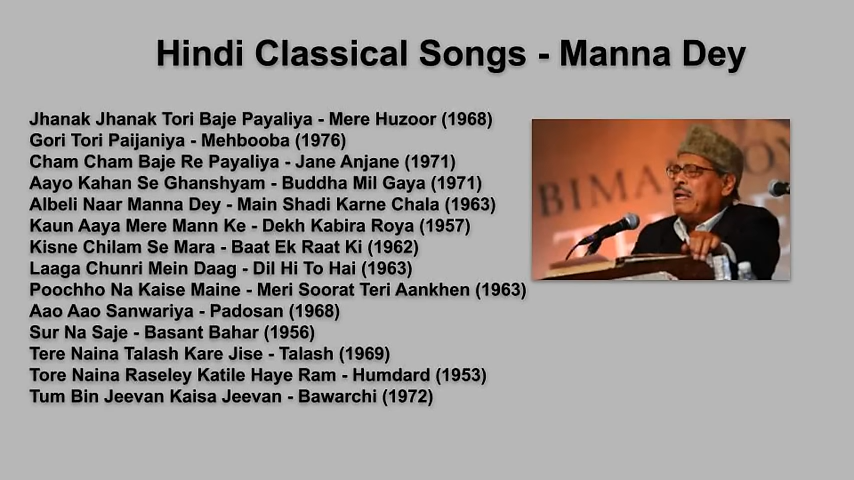 Hindi Classical Songs - Manna Dey
Jhanak Jhanak Tori Baje Payaliya - Mere Huzoor (1968)
Gori Tori Paijaniya - Mehbooba (1976)
Cham Cham Baje Re Payaliya - Jane Anjane (1971)
Aayo Kahan Se Ghanshyam - Buddha Mil Gaya (1971)
Albeli Naar Manna Dey - Main Shadi Karne Chala (1963)
Kaun Aaya Mere Mann Ke - Dekh Kabira Roya (1957)
Kisne Chilam Se Mara - Baat Ek Raat Ki (1962)
Laaga Chunri Mein Daag - Dil Hi To Hai (1963)
Poochho Na Kaise Maine - Meri Soorat Teri Aankhen (1963)
Aao Aao Sanwariya - Padosan (1968)
Sur Na Saje - Basant Bahar (1956)
Tere Naina Talash Kare Jise - Talash (1969)
Tore Naina Raseley Katile Haye Ram - Humdard (1953)
Tum Bin Jeevan Kaisa Jeevan - Bawarchi (1972)